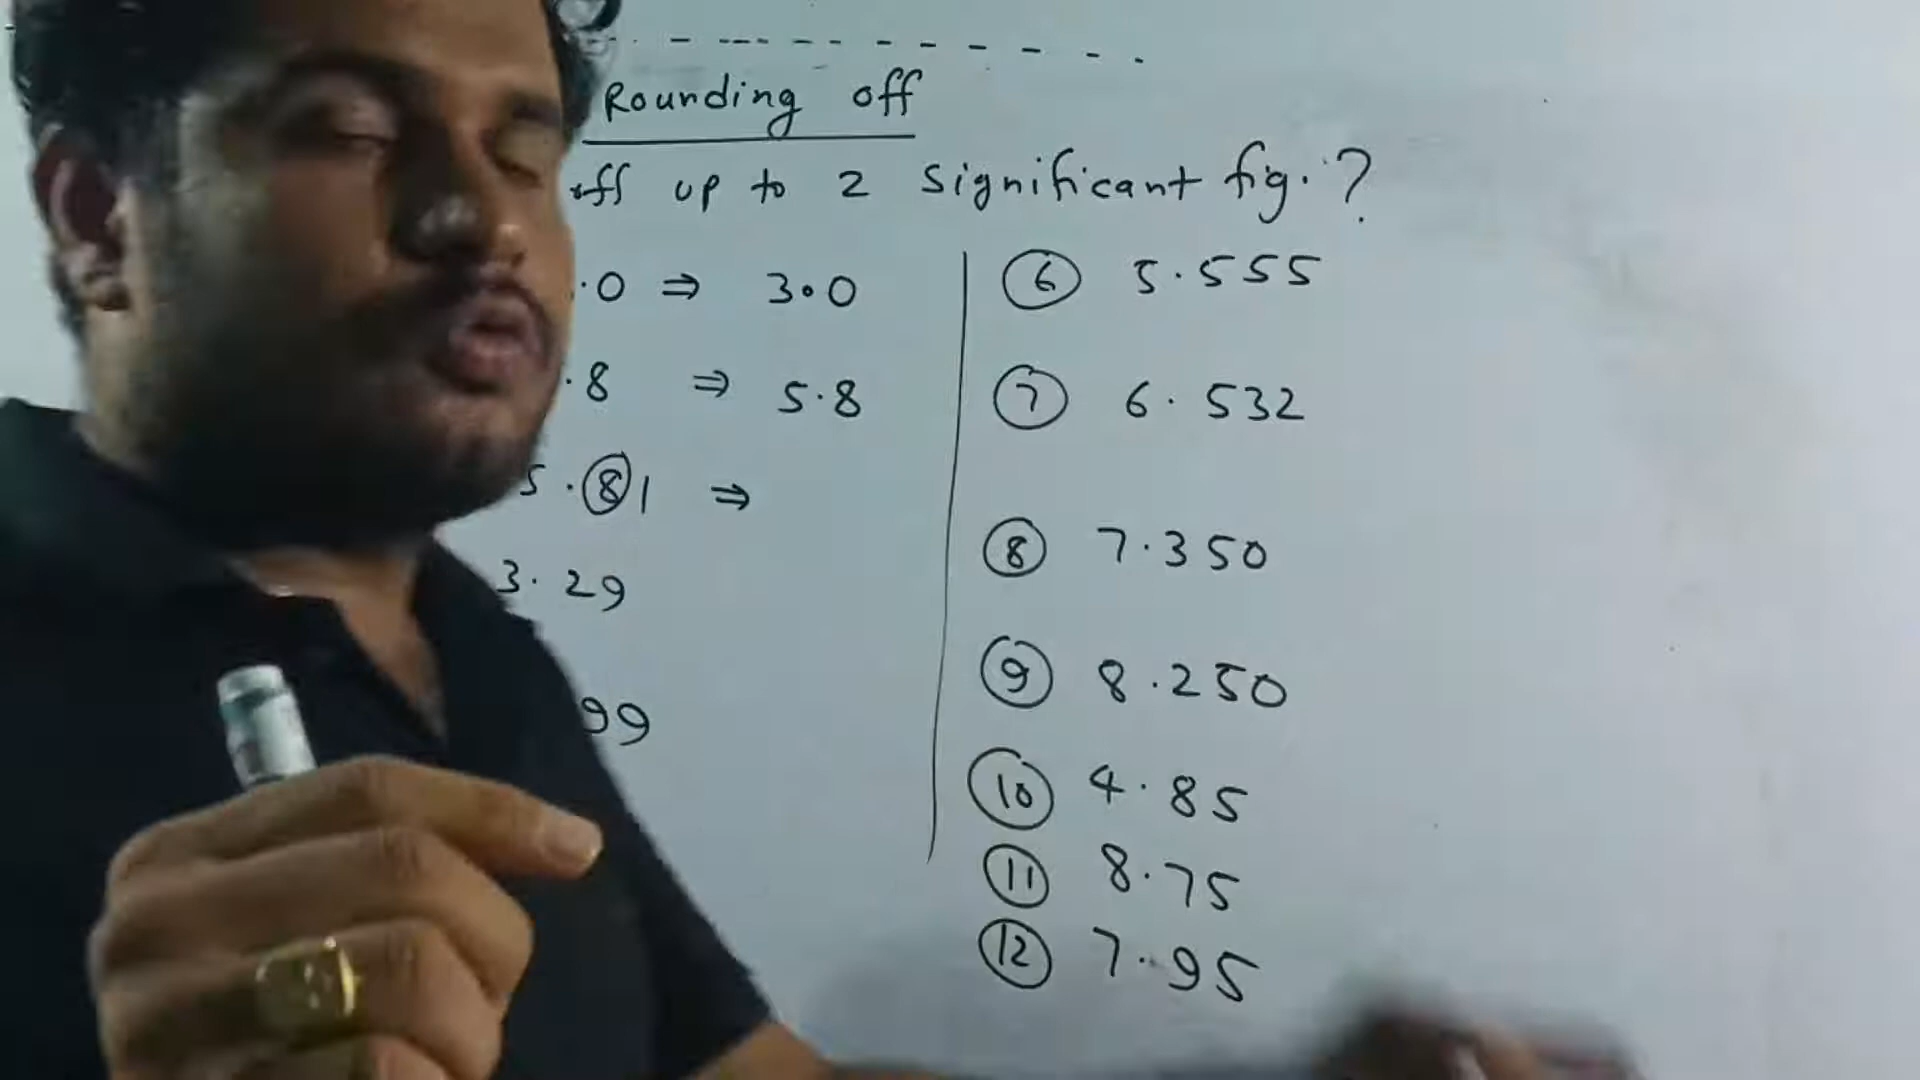 Rounding off
off up to 2 significant fig.?
.0 ⇒ 3.0
.8 ⇒ 5.8
5.81 ⇒
3.29
99
6 5.555
7 6.532
8 7.350
9 8.250
10 4.85
11 8.75
12 7.95